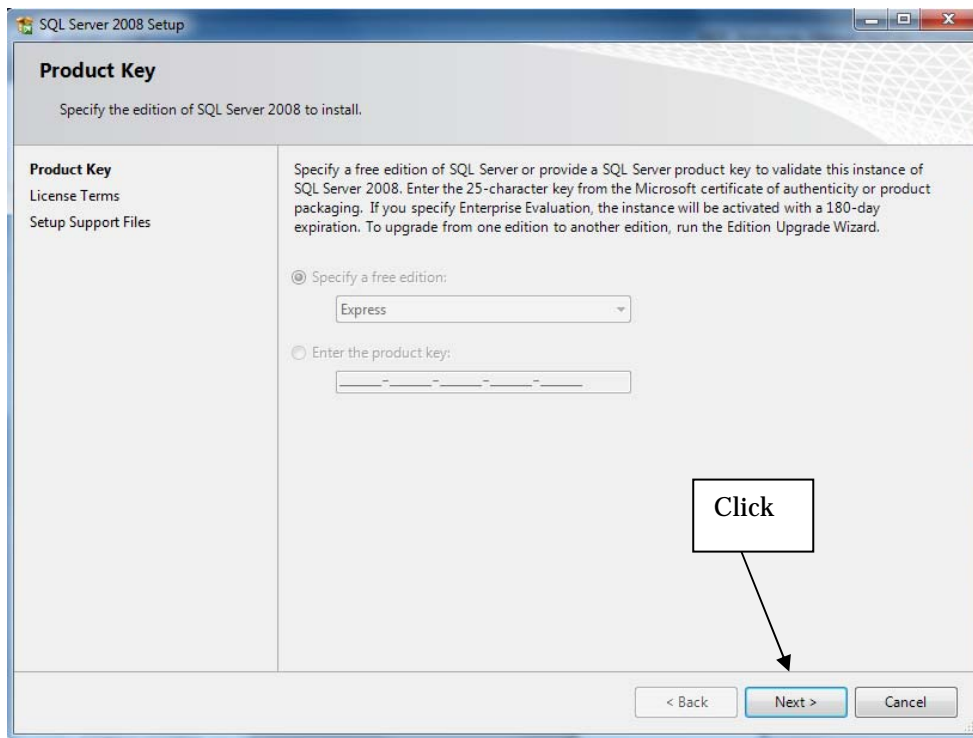 SQL Server 2008 Setup
Product Key
Specify the edition of SQL Server 2008 to install.
Product Key
License Terms
Setup Support Files
Specify a free edition of SQL Server or provide a SQL Server product key to validate this instance of
SQL Server 2008. Enter the 25-character key from the Microsoft certificate of authenticity or product
packaging. If you specify Enterprise Evaluation, the instance will be activated with a 180-day
expiration. To upgrade from one edition to another edition, run the Edition Upgrade Wizard.
Specify a free edition:
Express
Enter the product key:
_____-_____-_____-_____-_____
Click
< Back
Next >
Cancel